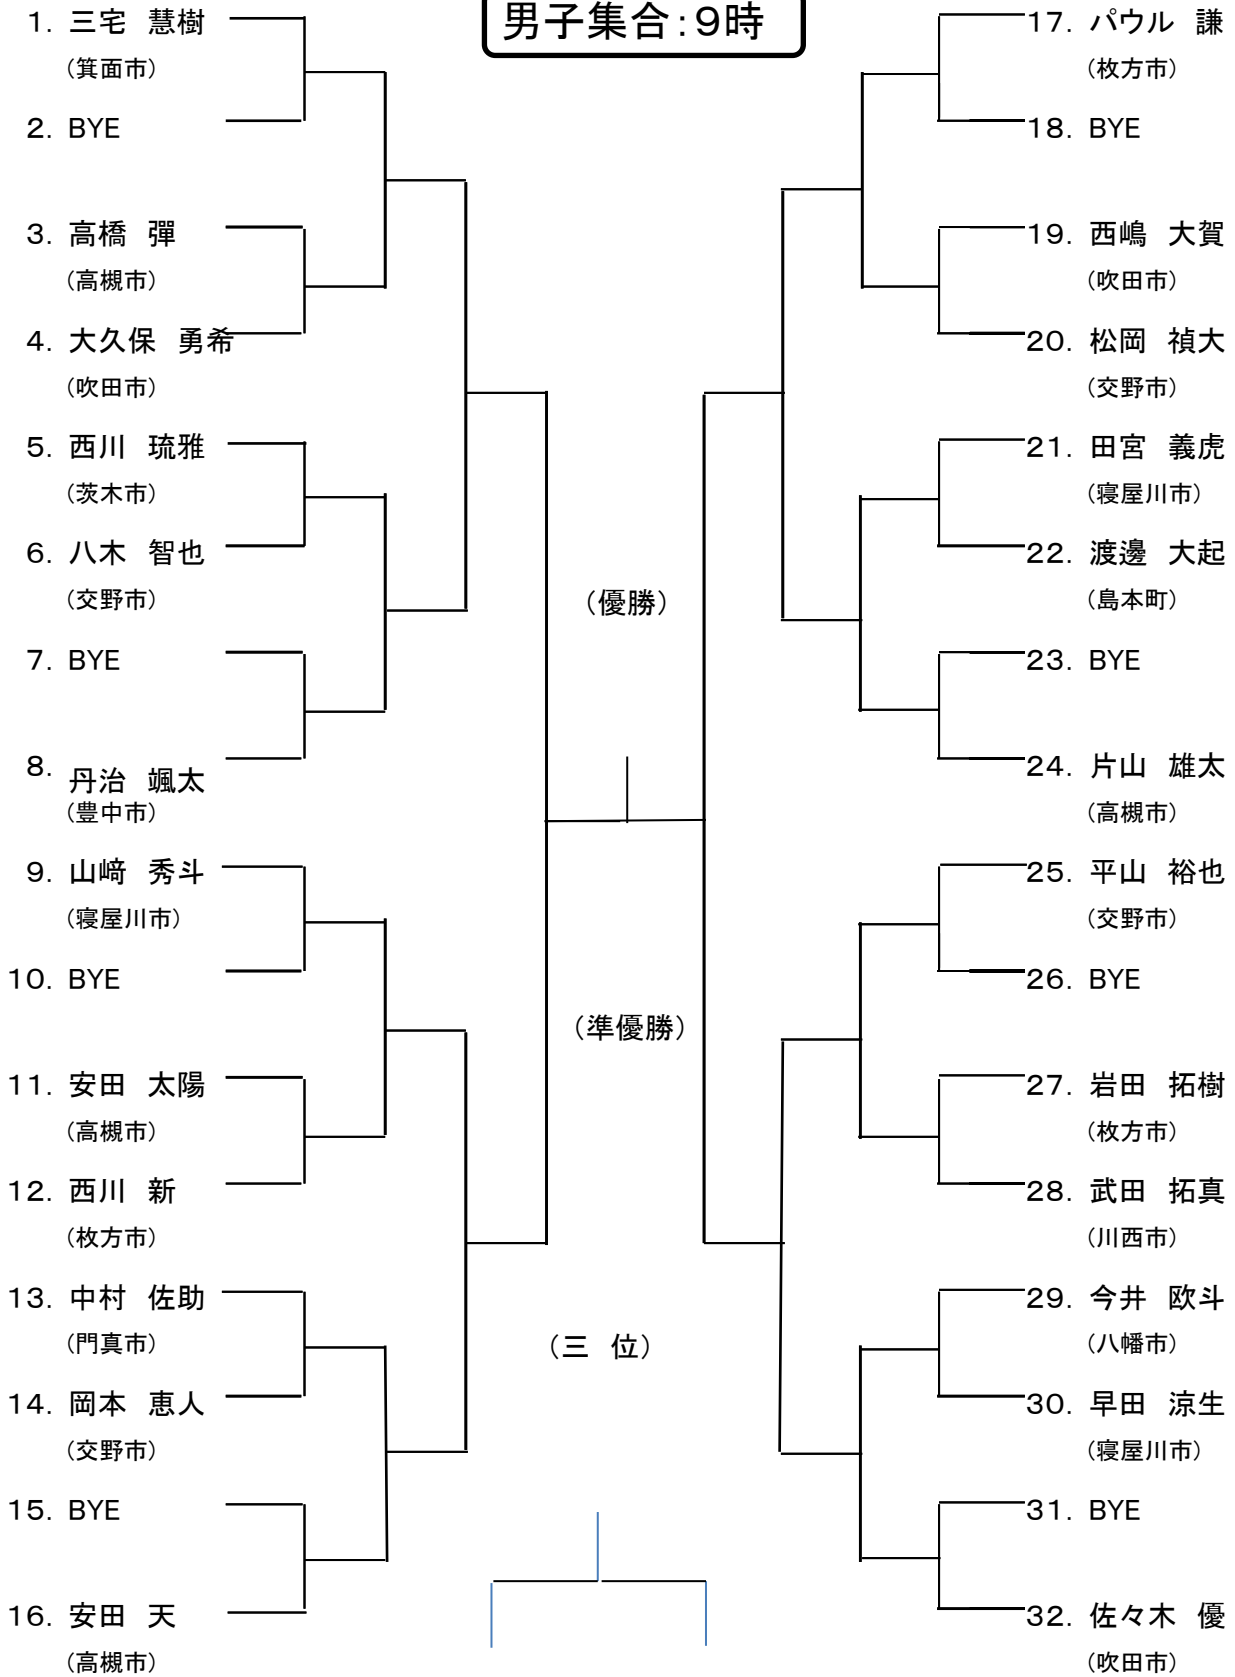 男子集合：９時
1. 三宅　慧樹
（箕面市）
2. BYE
3. 高橋　彈
（高槻市）
4. 大久保　勇希
（吹田市）
5. 西川　琉雅
（茨木市）
6. 八木　智也
（交野市）
7. BYE
8. 丹治　颯太
（豊中市）
9. 山﨑　秀斗
（寝屋川市）
10. BYE
11. 安田　太陽
（高槻市）
12. 西川　新
（枚方市）
13. 中村　佐助
（門真市）
14. 岡本　恵人
（交野市）
15. BYE
16. 安田　天
（高槻市）
（優勝）
（準優勝）
（三　位）
17. パウル　謙
（枚方市）
18. BYE
19. 西嶋　大賀
（吹田市）
20. 松岡　禎大
（交野市）
21. 田宮　義虎
（寝屋川市）
22. 渡邊　大起
（島本町）
23. BYE
24. 片山　雄太
（高槻市）
25. 平山　裕也
（交野市）
26. BYE
27. 岩田　拓樹
（枚方市）
28. 武田　拓真
（川西市）
29. 今井　欧斗
（八幡市）
30. 早田　涼生
（寝屋川市）
31. BYE
32. 佐々木　優
（吹田市）